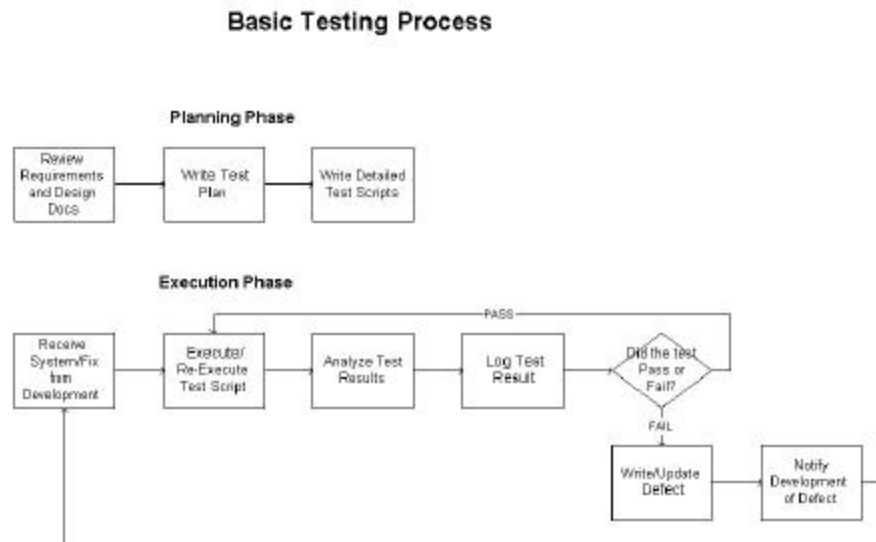 Basic Testing Process
Planning Phase
Review
Requirements
and Design
Docs
Write Test
Plan
Write Detailed
Test Scripts
Execution Phase
PASS
Receive
System/Fix
from
Development
Execute/
Re-Execute
Test Script
Analyze Test
Results
Log Test
Result
Did the test
Pass or
Fail?
FAIL
Write/Update
Defect
Notify
Development
of Defect